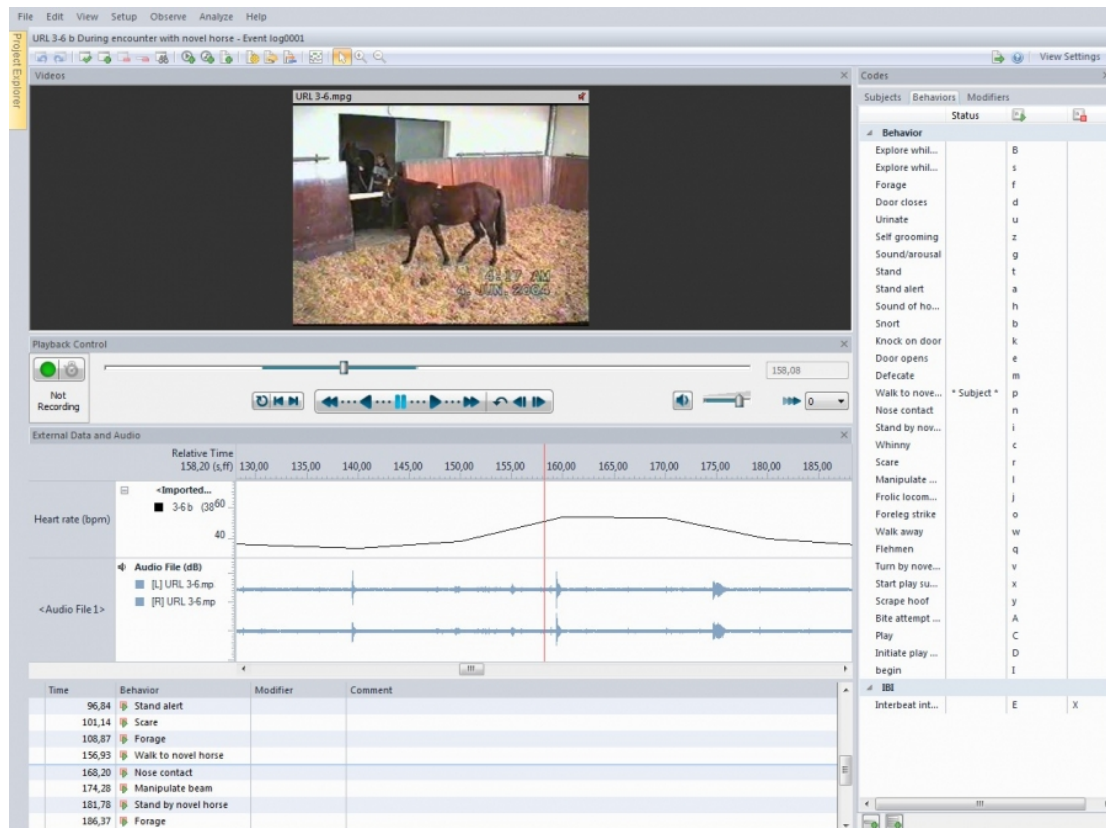 File Edit View Setup Observe Analyze Help
URL 3-6 b During encounter with novel horse - Event log0001
View Settings
Project Explorer
Videos
URL 3-6.mpg
4:17 AM
4. JUN. 2004
Playback Control
158,08
Not
Recording
0
External Data and Audio
Relative Time
158,20 (s,ff) 130,00 135,00 140,00 145,00 150,00 155,00 160,00 165,00 170,00 175,00 180,00 185,00
<Imported...
3-6 b (38 60
Heart rate (bpm)
40
Audio File (dB)
[L] URL 3-6.mp
[R] URL 3-6.mp
<Audio File 1>
Time Behavior Modifier Comment
96,84 Stand alert
101,14 Scare
108,87 Forage
156,93 Walk to novel horse
168,20 Nose contact
174,28 Manipulate beam
181,78 Stand by novel horse
186,37 Forage
Codes
Subjects Behaviors Modifiers
Status
Behavior
Explore whil... B
Explore whil... s
Forage f
Door closes d
Urinate u
Self grooming z
Sound/arousal g
Stand t
Stand alert a
Sound of ho... h
Snort b
Knock on door k
Door opens e
Defecate m
Walk to nove... * Subject * p
Nose contact n
Stand by nov... i
Whinny c
Scare r
Manipulate ... l
Frolic locom... j
Foreleg strike o
Walk away w
Flehmen q
Turn by nove... v
Start play su... x
Scrape hoof y
Bite attempt ... A
Play C
Initiate play ... D
begin I
IBI
Interbeat int... E X